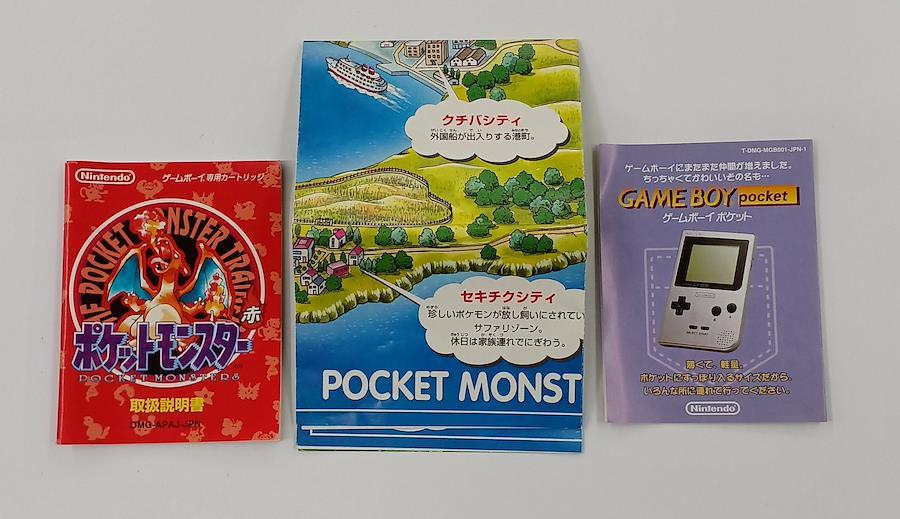 Nintendo
ゲームボーイ専用カートリッジ
ポケットモンスター
赤
POCKET MONSTERS
取扱説明書
DMG-APAJ-JPN
クチバシティ
外国船が出入りする港町。
セキチクシティ
珍しいポケモンが放し飼いにされてい
サファリゾーン。
休日は家族連れでにぎわう。
POCKET MONST
T-DMG-MGB001-JPN-1
ゲームボーイにまたまた仲間が増えました。
ちっちゃくてかわいいその名も…
GAME BOY pocket
ゲームボーイ ポケット
Nintendo
SELECT START
薄くて、軽量。
ポケットにすっぽり入るサイズだから、
いろんな所に連れて行ってください。
Nintendo